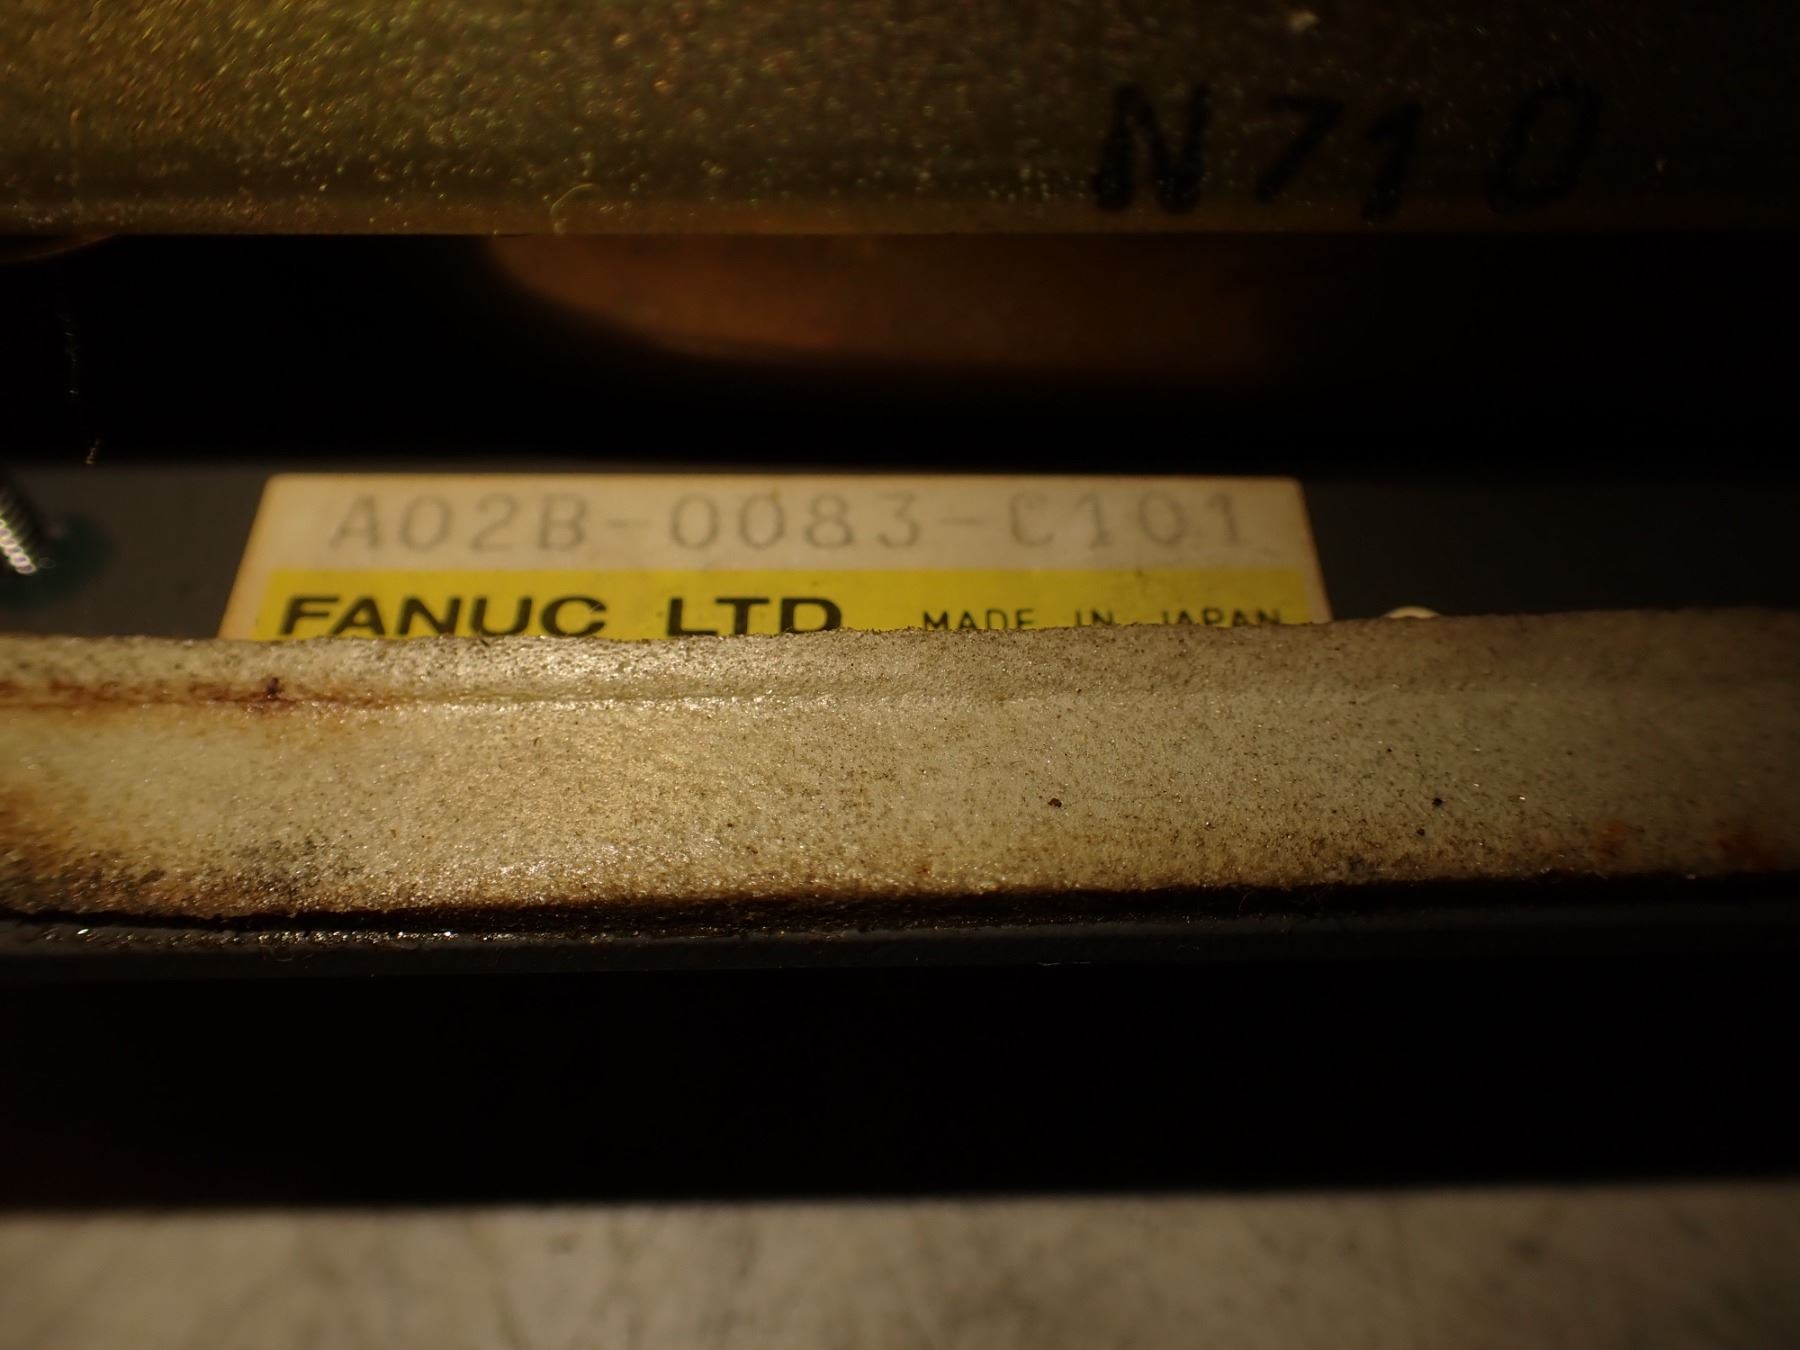 N710
A02B-0083-C101
FANUC LTD MADE IN JAPAN